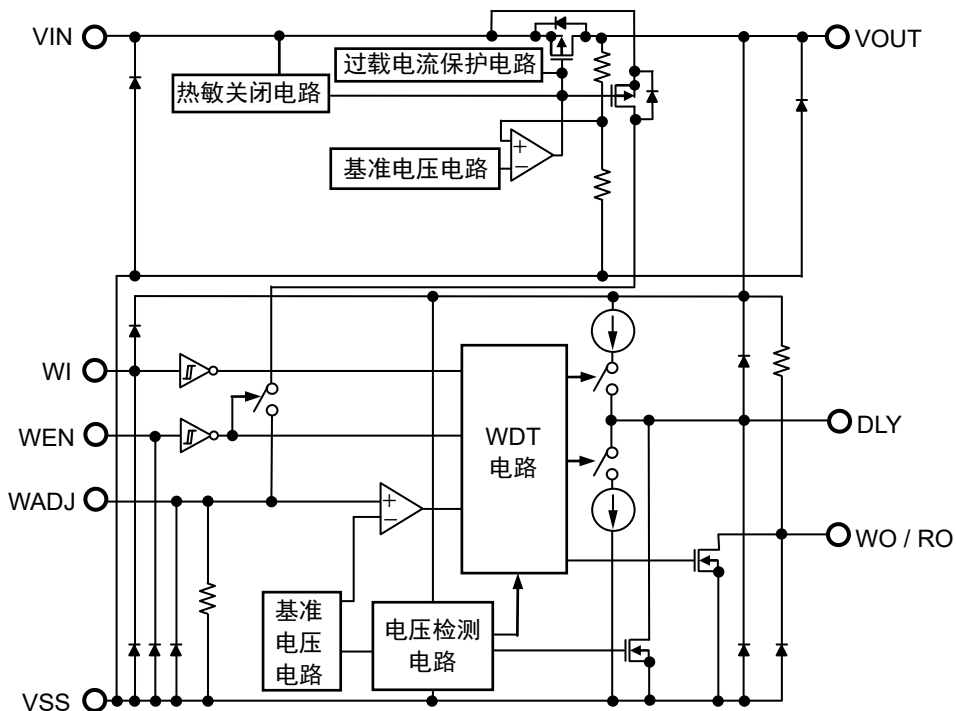 VIN
VOUT
过载电流保护电路
热敏关闭电路
+
−
基准电压电路
WI
WEN
WDT
电路
DLY
WADJ
+
−
WO / RO
基准
电压
电路
电压检测
电路
VSS